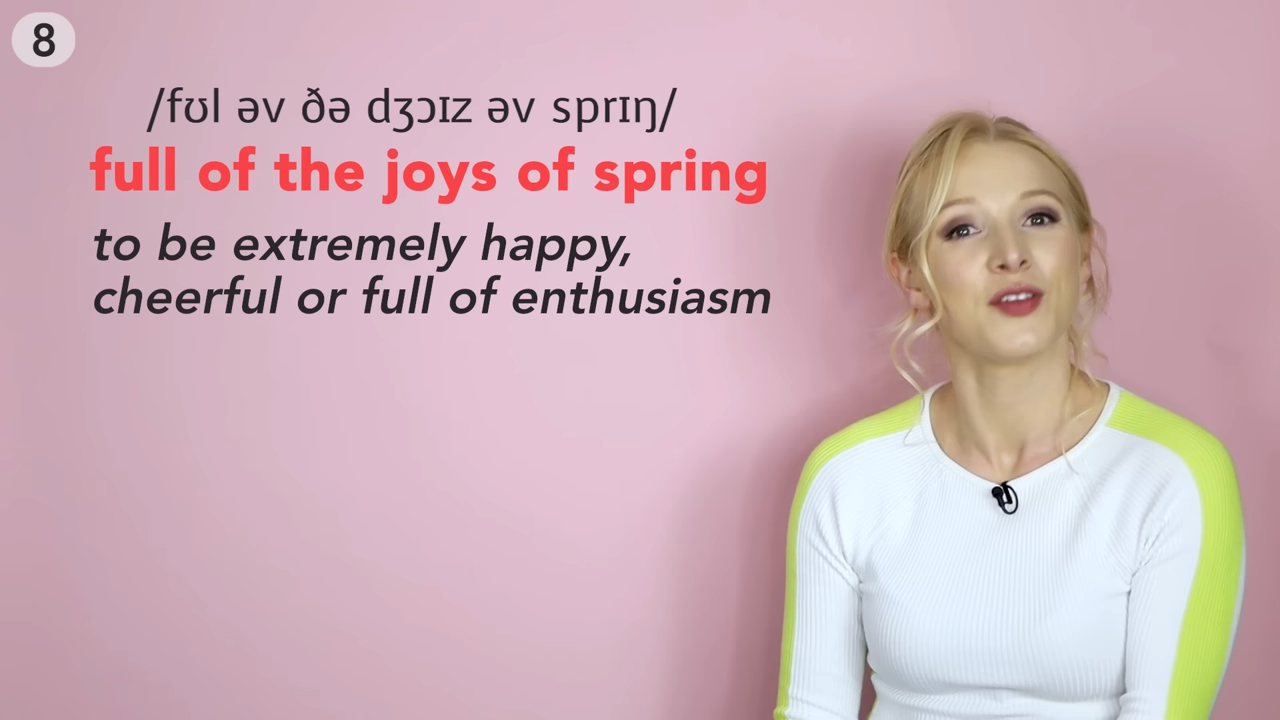 8
/fʊl əv ðə dʒɔɪz əv sprɪŋ/
full of the joys of spring
to be extremely happy,
cheerful or full of enthusiasm